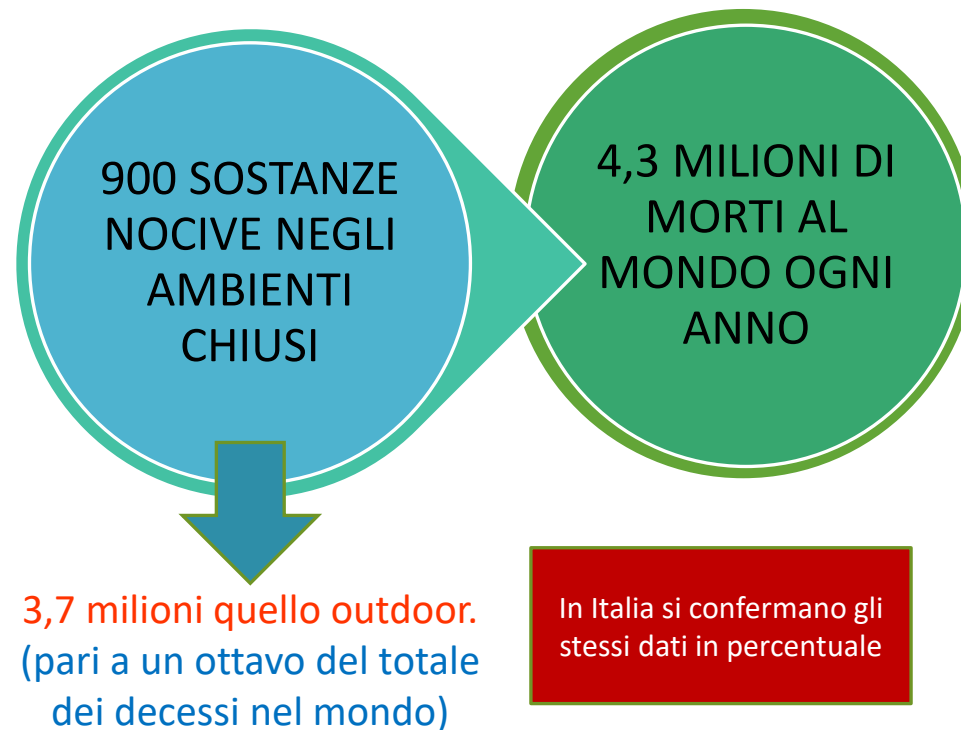 900 SOSTANZE
NOCIVE NEGLI
AMBIENTI
CHIUSI
4,3 MILIONI DI
MORTI AL
MONDO OGNI
ANNO
3,7 milioni quello outdoor.
(pari a un ottavo del totale
dei decessi nel mondo)
In Italia si confermano gli
stessi dati in percentuale